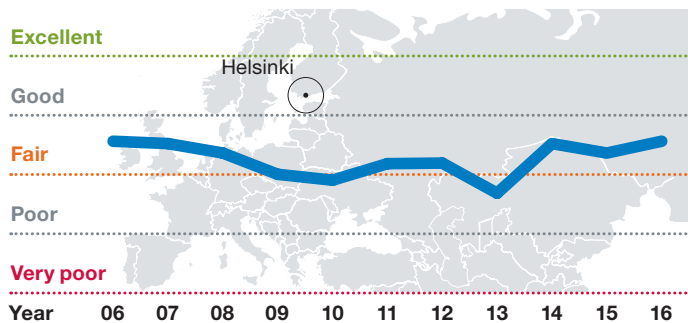 Excellent
Helsinki
Good
Fair
Poor
Very poor
Year 06 07 08 09 10 11 12 13 14 15 16